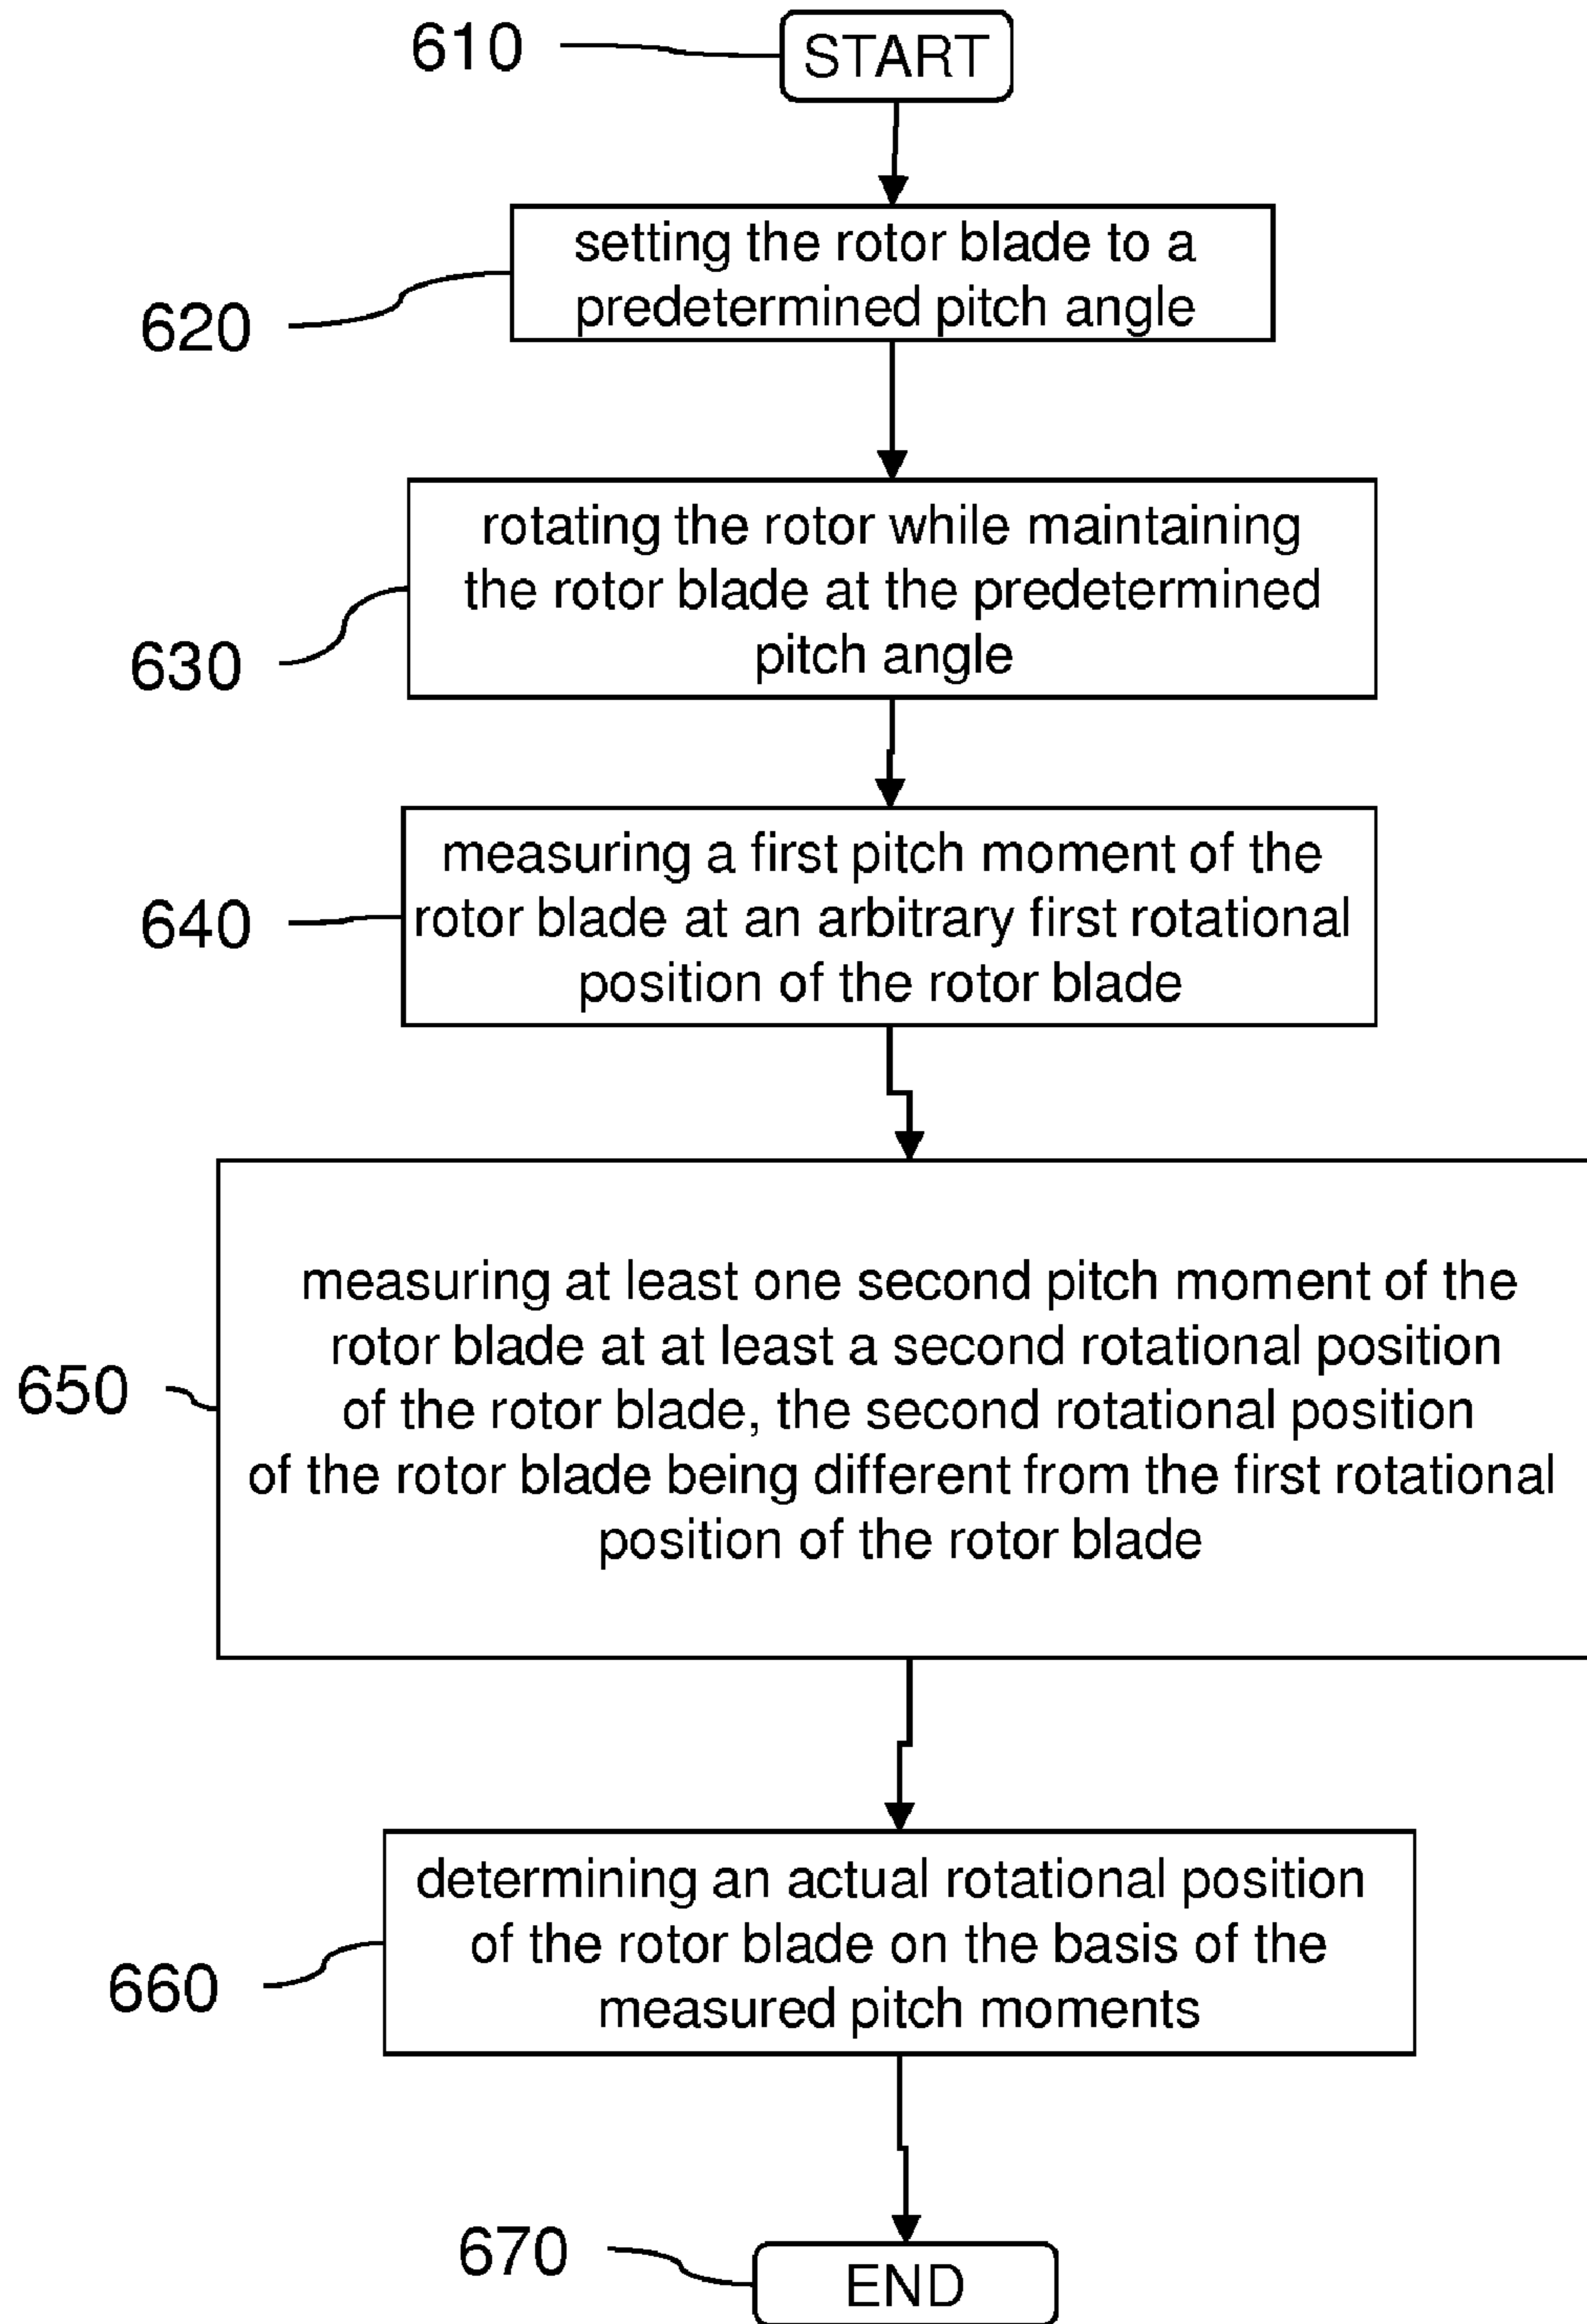 610
START
setting the rotor blade to a
predetermined pitch angle
620
rotating the rotor while maintaining
the rotor blade at the predetermined
pitch angle
630
measuring a first pitch moment of the
rotor blade at an arbitrary first rotational
position of the rotor blade
640
measuring at least one second pitch moment of the
rotor blade at at least a second rotational position
of the rotor blade, the second rotational position
of the rotor blade being different from the first rotational
position of the rotor blade
650
determining an actual rotational position
of the rotor blade on the basis of the
measured pitch moments
660
670
END